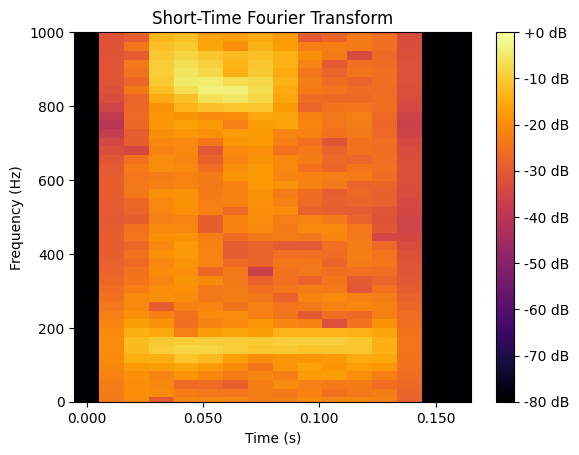 Short-Time Fourier Transform
Frequency (Hz)
1000
800
600
400
200
0
0.000
0.050
0.100
0.150
Time (s)
+0 dB
-10 dB
-20 dB
-30 dB
-40 dB
-50 dB
-60 dB
-70 dB
-80 dB